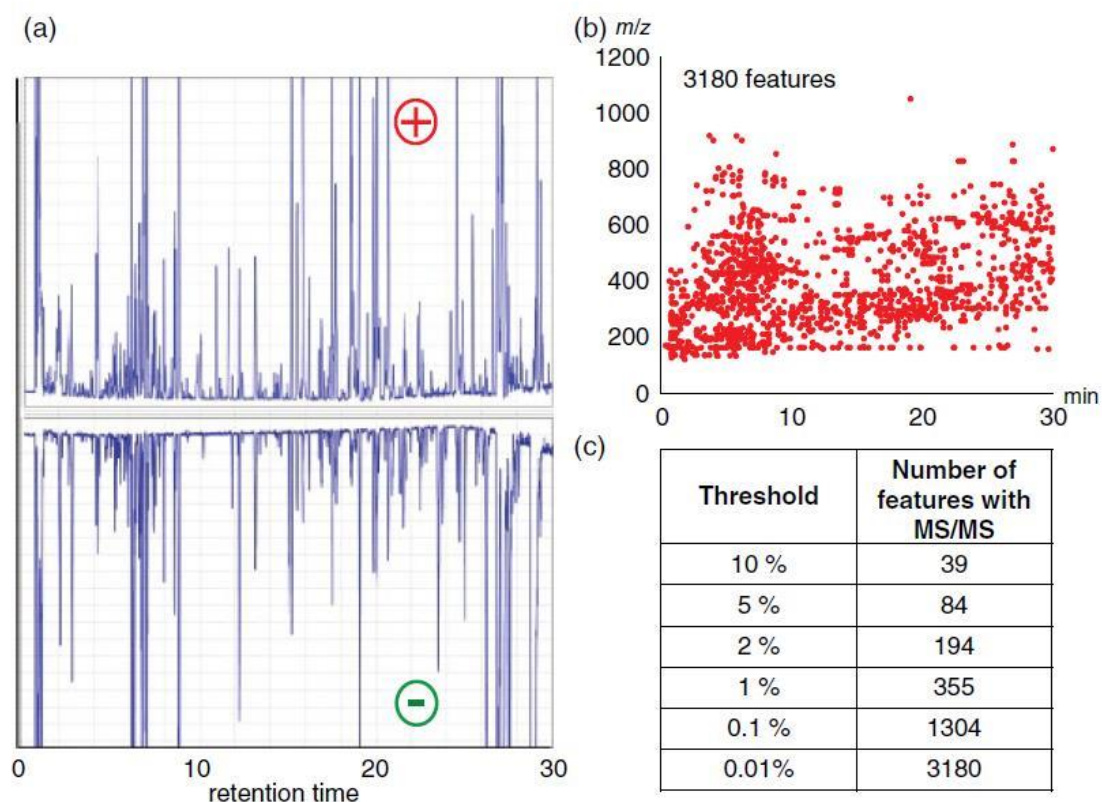 (a)
+
-
0 10 20 30
retention time
(b) m/z
1200
3180 features
1000
800
600
400
200
0
min
0 10 20 30
(c)
Threshold
Number of
features with
MS/MS
10 % 39
5 % 84
2 % 194
1 % 355
0.1 % 1304
0.01% 3180